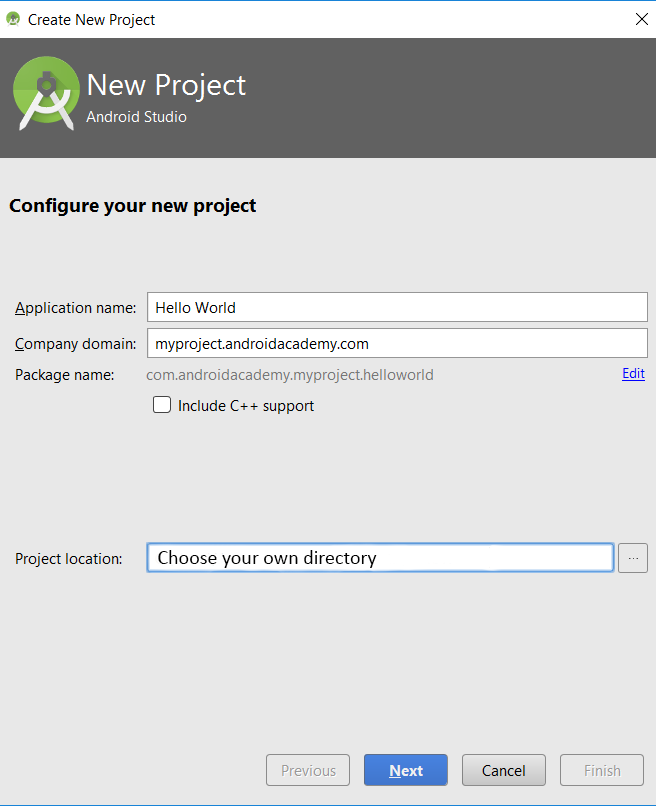 Create New Project
New Project
Android Studio
Configure your new project
Application name: Hello World
Company domain: myproject.androidacademy.com
Package name: com.androidacademy.myproject.helloworld Edit
Include C++ support
Project location: Choose your own directory ...
Previous Next Cancel Finish